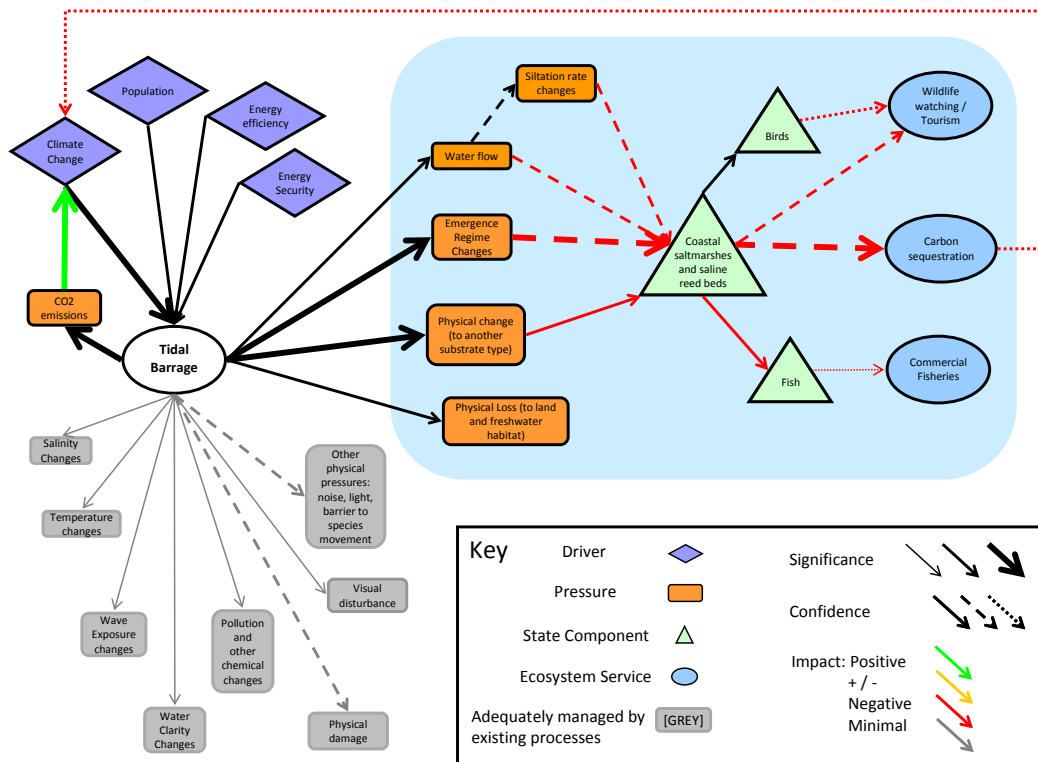 Population
Energy
efficiency
Climate
Change
Energy
Security
CO2
emissions
Tidal
Barrage
Siltation rate
changes
Water flow
Emergence
Regime
Changes
Physical change
(to another
substrate type)
Physical Loss (to land
and freshwater
habitat)
Birds
Coastal
saltmarshes
and saline
reed beds
Fish
Wildlife
watching /
Tourism
Carbon
sequestration
Commercial
Fisheries
Salinity
Changes
Temperature
changes
Wave
Exposure
changes
Water
Clarity
Changes
Pollution
and other
chemical
changes
Other
physical
pressures:
noise, light,
barrier to
species
movement
Visual
disturbance
Physical
damage
Key
Driver
Pressure
State Component
Ecosystem Service
Adequately managed by
existing processes
[GREY]
Significance
Confidence
Impact: Positive
+ / -
Negative
Minimal